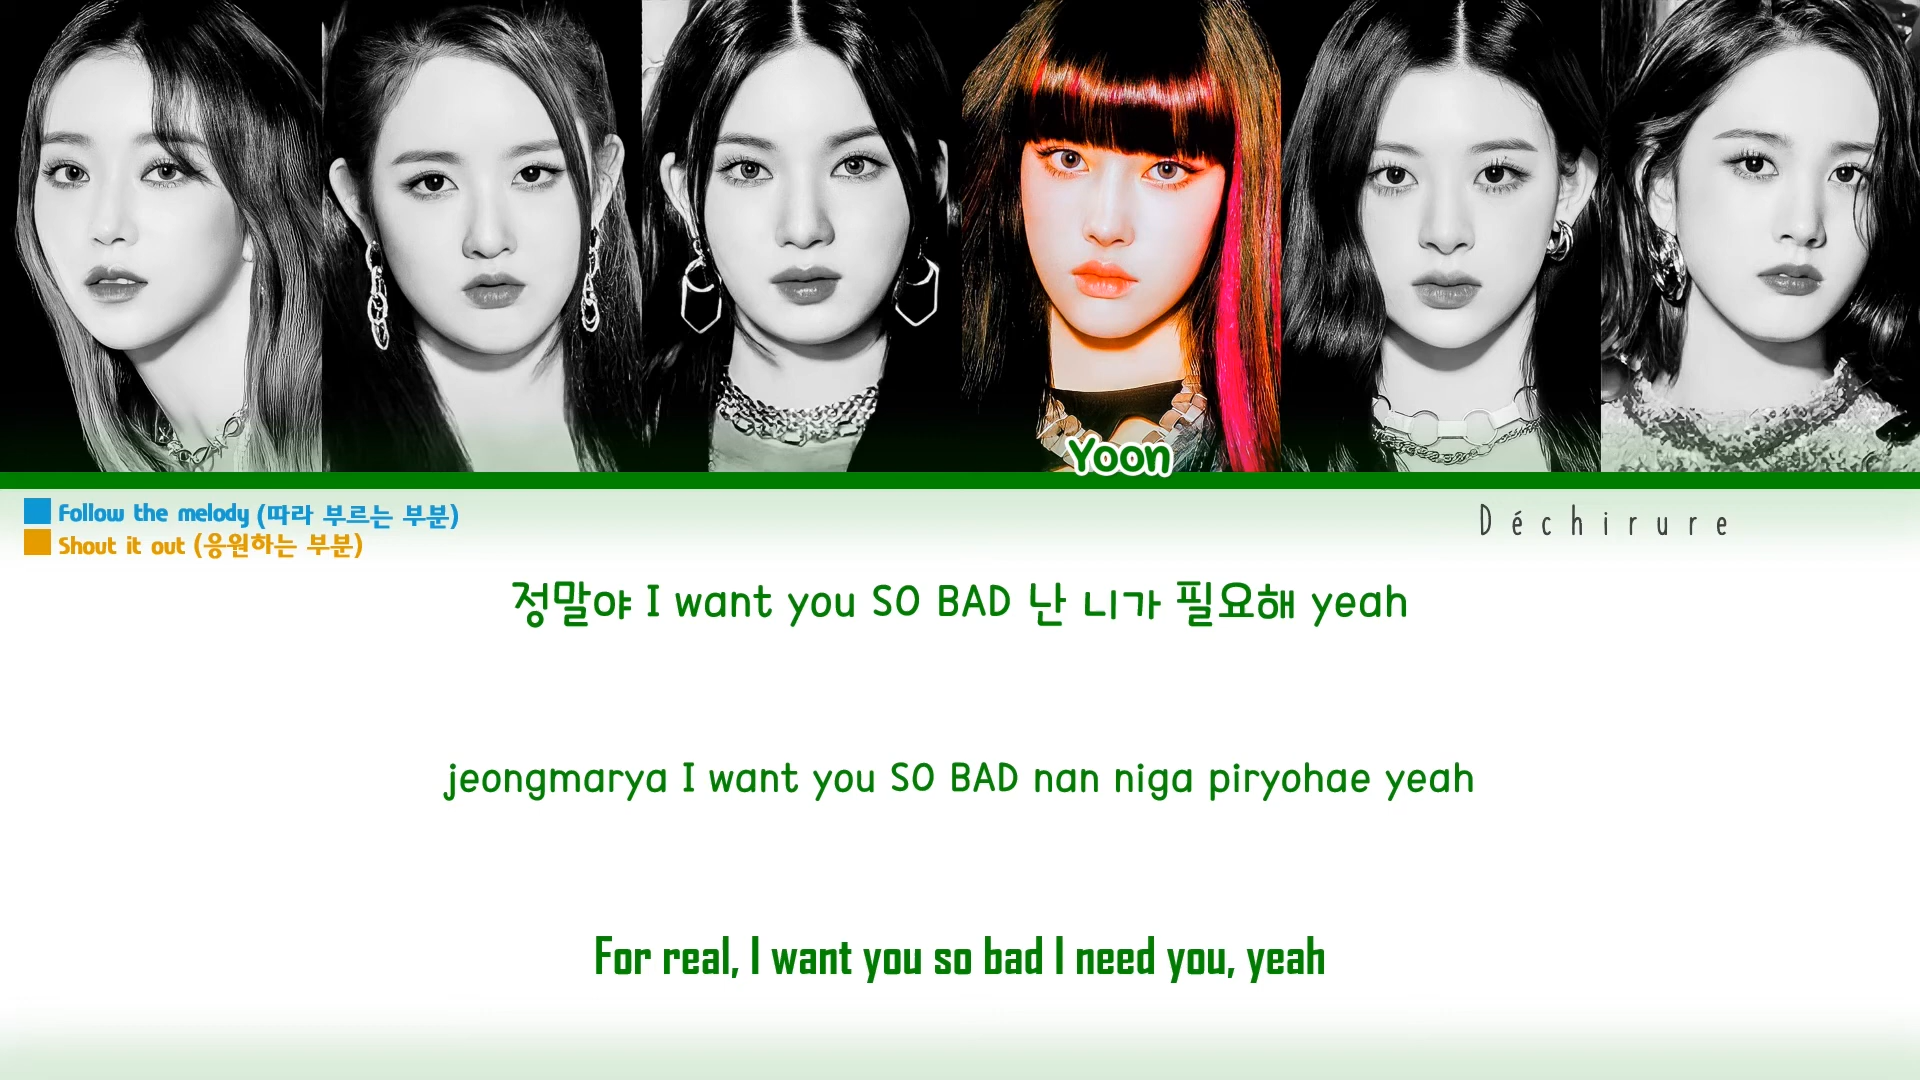 Yoon
Follow the melody (따라 부르는 부분)
Shout it out (응원하는 부분)
Déchirure
정말야 I want you SO BAD 난 니가 필요해 yeah
jeongmarya I want you SO BAD nan niga piryohae yeah
For real, I want you so bad I need you, yeah